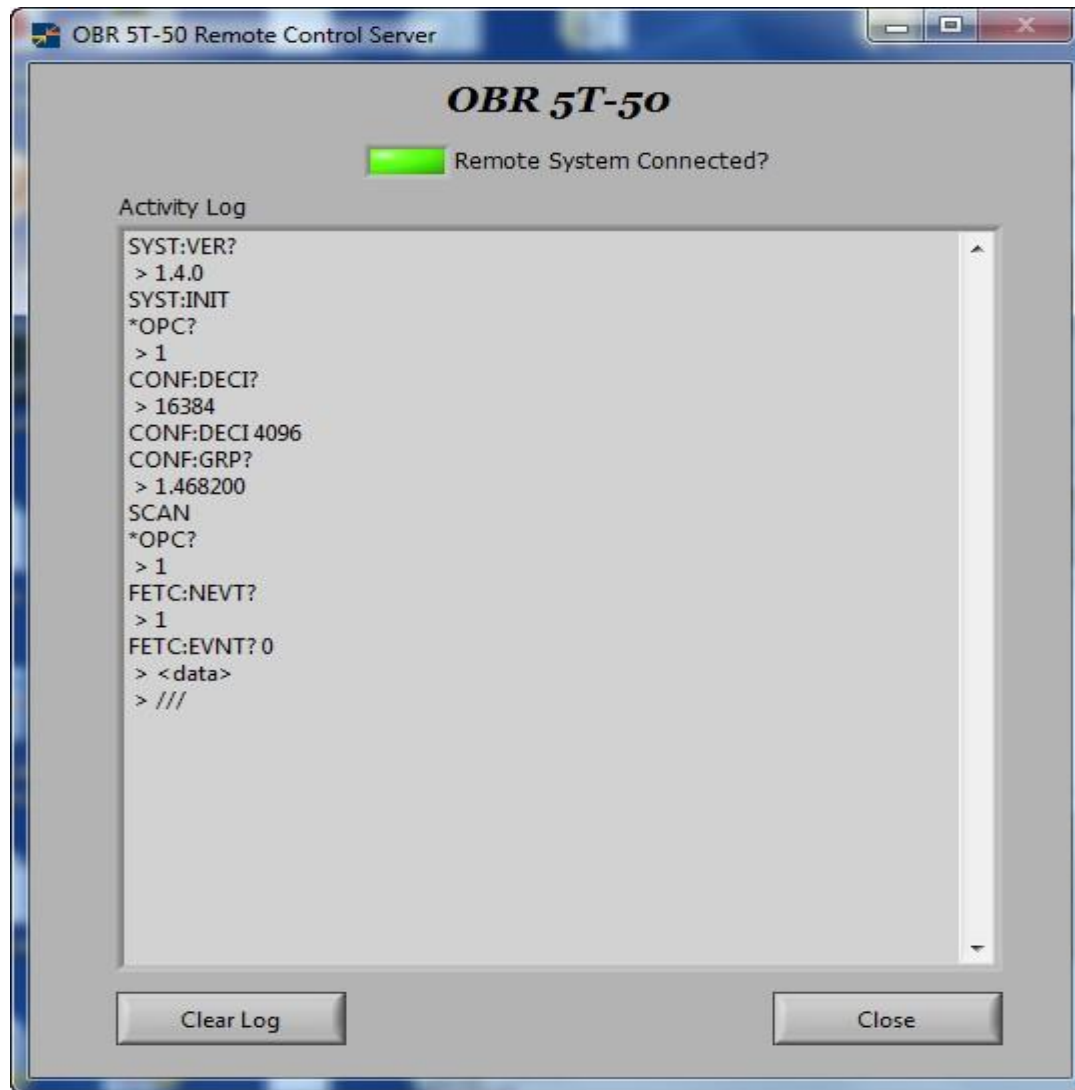 OBR 5T-50 Remote Control Server
OBR 5T-50
Remote System Connected?
Activity Log
SYST:VER?
> 1.4.0
SYST:INIT
*OPC?
> 1
CONF:DECI?
> 16384
CONF:DECI 4096
CONF:GRP?
> 1.468200
SCAN
*OPC?
> 1
FETC:NEVT?
> 1
FETC:EVNT? 0
> <data>
> ///
Clear Log
Close